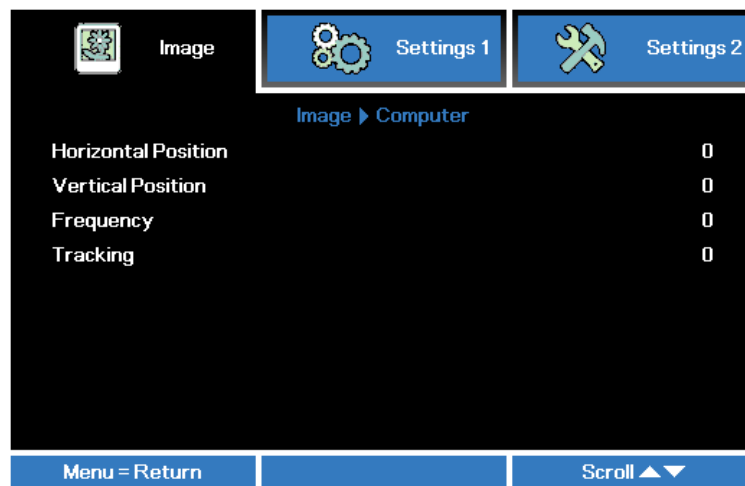 Image
Settings 1
Settings 2
Image ▶ Computer
Horizontal Position 0
Vertical Position 0
Frequency 0
Tracking 0
Menu = Return
Scroll ▲▼